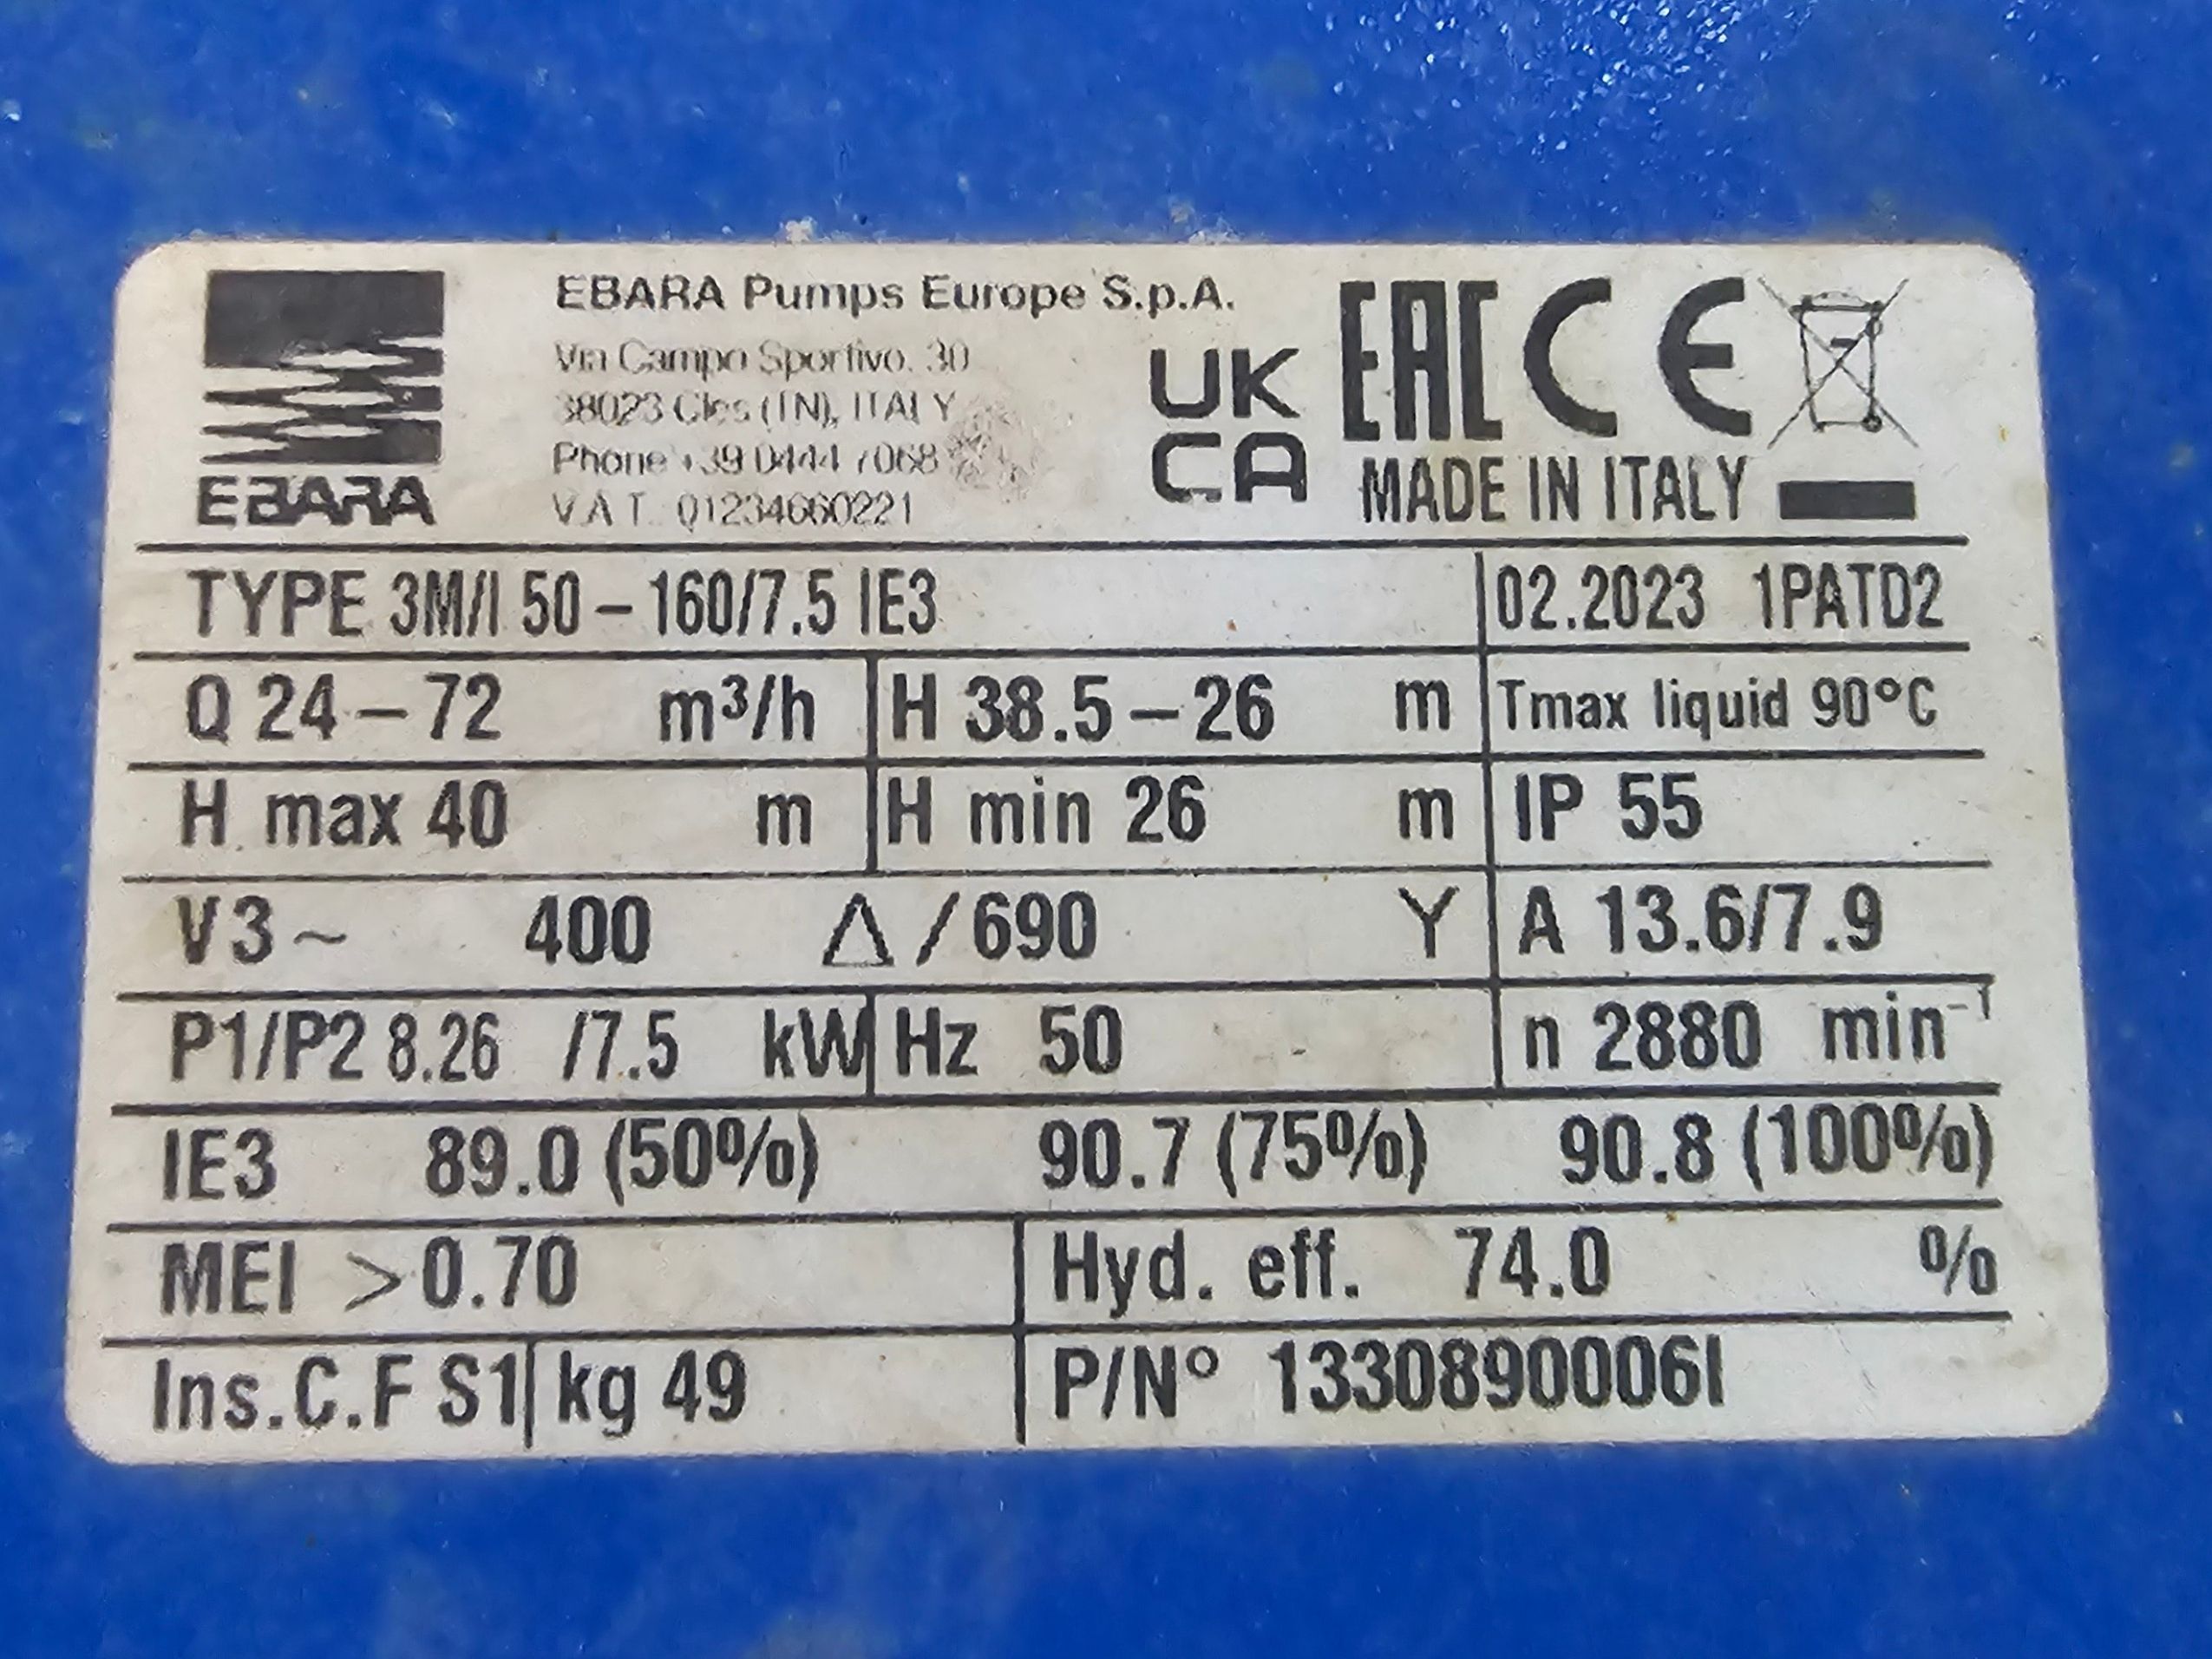 EBARA
EBARA Pumps Europe S.p.A.
Via Campo Sportivo, 30
38023 Cles (TN), ITALY
Phone +39 0444 7068
V.A.T. 01234660221
UK
CA
EAC CE
MADE IN ITALY
TYPE 3M/I 50-160/7.5 IE3 02.2023 1PATD2
Q 24-72 m³/h H 38.5-26 m Tmax liquid 90°C
H max 40 m H min 26 m IP 55
V3~ 400 Δ/690 Y A 13.6/7.9
P1/P2 8.26 /7.5 kW Hz 50 n 2880 min⁻¹
IE3 89.0 (50%) 90.7 (75%) 90.8 (100%)
MEI >0.70 Hyd. eff. 74.0 %
Ins.C.F S1 kg 49 P/N° 1330890006I